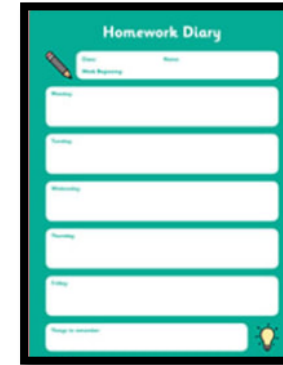 Homework Diary
Class: Name:
Week Beginning:
Monday:
Tuesday:
Wednesday:
Thursday:
Friday:
Things to remember: